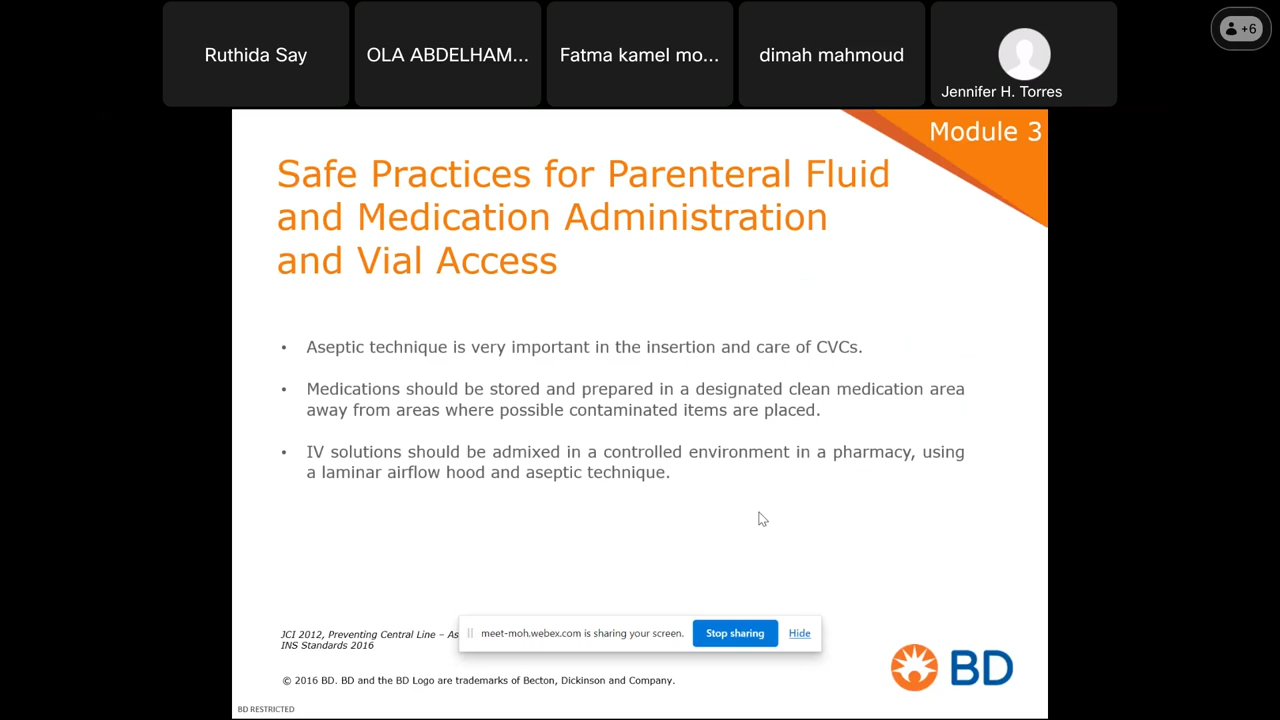 Ruthida Say
OLA ABDELHAM...
Fatma kamel mo...
dimah mahmoud
Jennifer H. Torres
+6
Module 3
Safe Practices for Parenteral Fluid
and Medication Administration
and Vial Access
• Aseptic technique is very important in the insertion and care of CVCs.
• Medications should be stored and prepared in a designated clean medication area
away from areas where possible contaminated items are placed.
• IV solutions should be admixed in a controlled environment in a pharmacy, using
a laminar airflow hood and aseptic technique.
JCI 2012, Preventing Central Line – As
INS Standards 2016
meet-moh.webex.com is sharing your screen.
Stop sharing
Hide
© 2016 BD. BD and the BD Logo are trademarks of Becton, Dickinson and Company.
BD
BD RESTRICTED